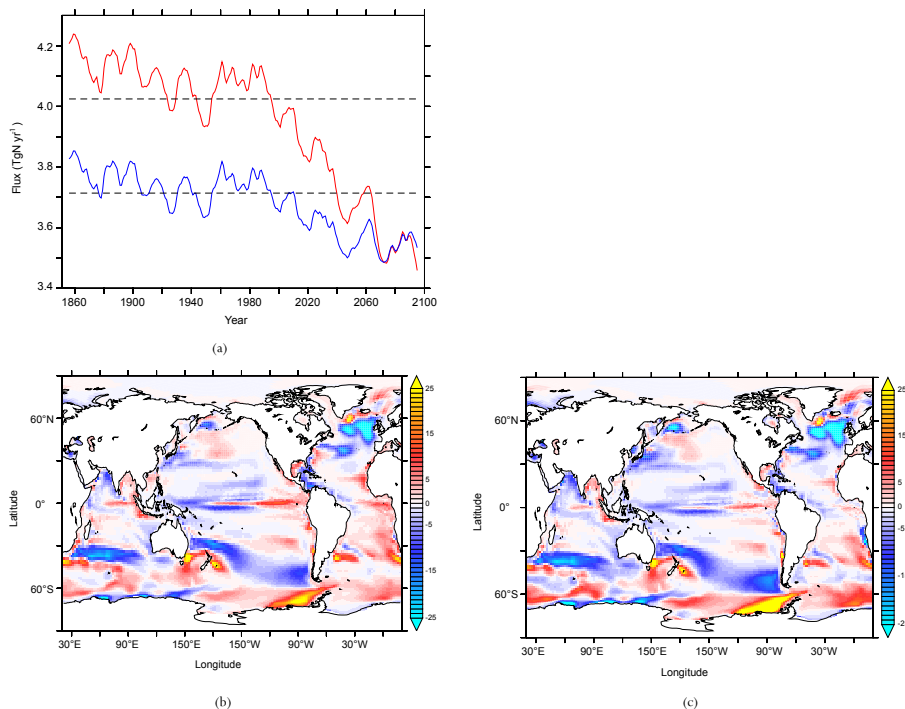 4.2
4.0
3.8
3.6
3.4
Flux (TgN yr-1)
1860 1900 1940 1980 2020 2060 2100
Year
(a)
60°N
0°
60°S
Latitude
30°E 90°E 150°E 150°W 90°W 30°W
Longitude
25
15
5
0
-5
-15
-25
(b)
60°N
0°
60°S
Latitude
30°E 90°E 150°E 150°W 90°W 30°W
Longitude
25
15
5
0
-5
-15
-2
(c)